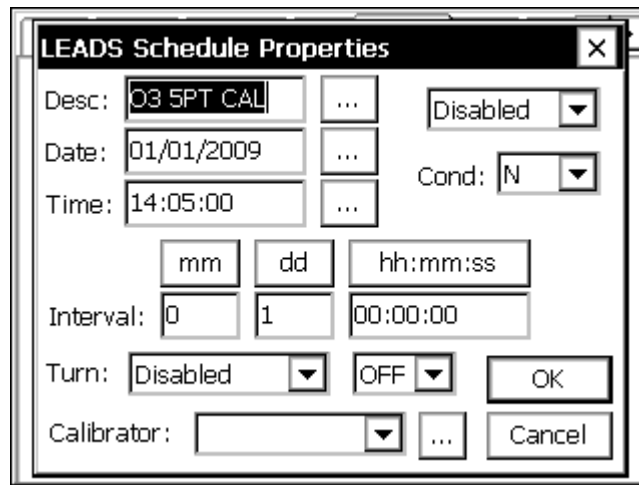 LEADS Schedule Properties
Desc: O3 5PT CAL ... Disabled
Date: 01/01/2009 ...
Cond: N
Time: 14:05:00 ...
mm dd hh:mm:ss
Interval: 0 1 00:00:00
Turn: Disabled OFF OK
Calibrator: ... Cancel